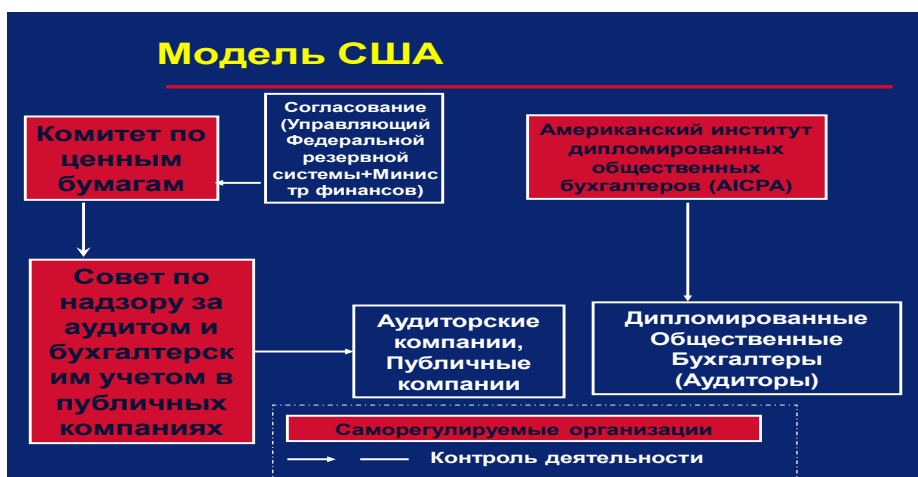 Модель США
Комитет по
ценным
бумагам
Согласование
(Управляющий
Федеральной
резервной
системы+Минис
тр финансов)
Американский институт
дипломированных
общественных
бухгалтеров (AICPA)
Совет по
надзору за
аудитом и
бухгалтерск
им учетом в
публичных
компаниях
Аудиторские
компании,
Публичные
компании
Дипломированные
Общественные
Бухгалтеры
(Аудиторы)
Саморегулируемые организации
Контроль деятельности